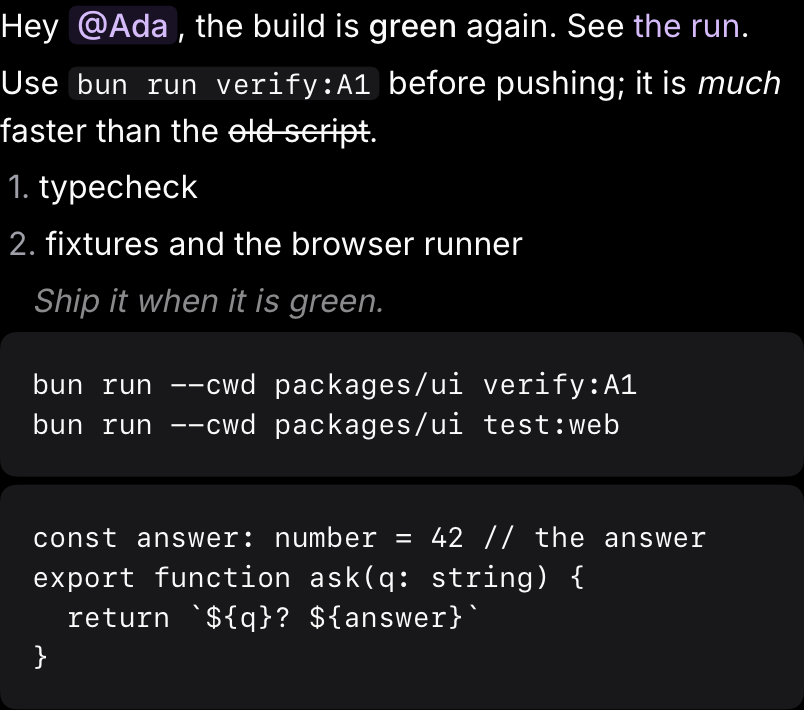 Hey @Ada, the build is green again. See the run.
Use bun run verify:A1 before pushing; it is much
faster than the old script.
1. typecheck
2. fixtures and the browser runner
Ship it when it is green.
bun run --cwd packages/ui verify:A1
bun run --cwd packages/ui test:web
const answer: number = 42 // the answer
export function ask(q: string) {
  return `${q}? ${answer}`
}